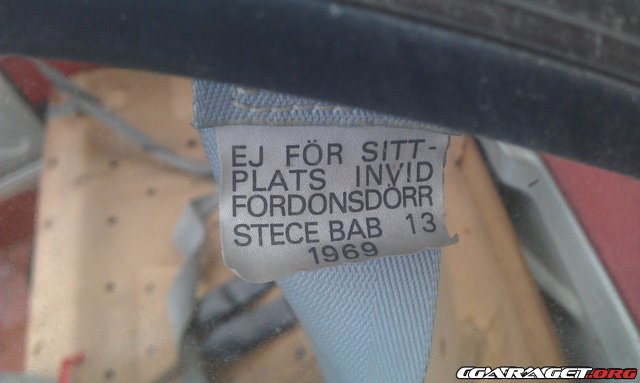 EJ FÖR SITT-
PLATS INVID
FORDONSDÖRR
STECE BAB 13
1969
CGARAGET.ORG